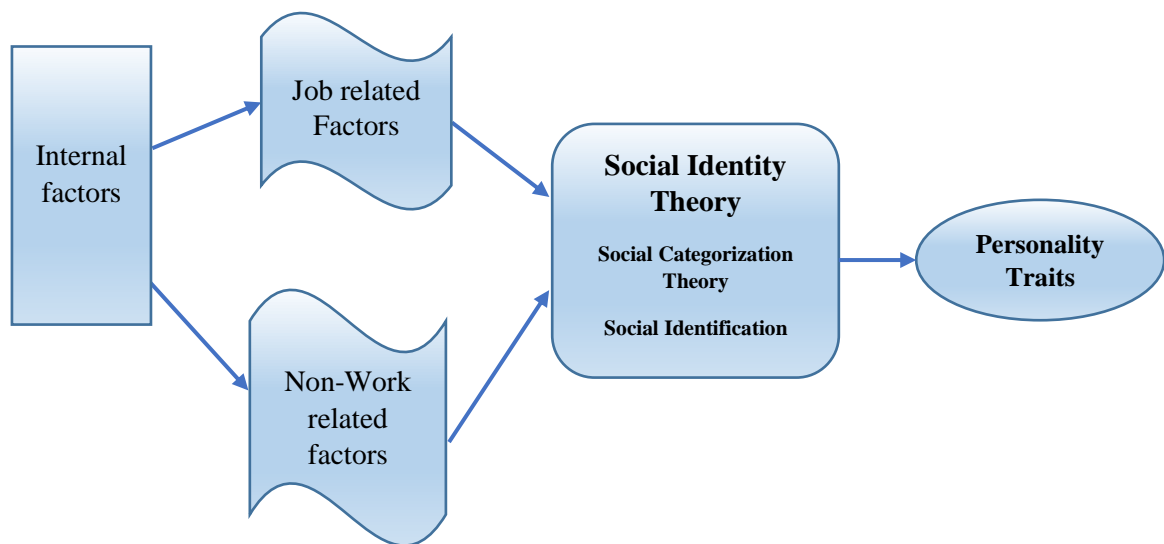 Internal
factors
Job related
Factors
Non-Work
related
factors
Social Identity
Theory
Social Categorization
Theory
Social Identification
Personality
Traits